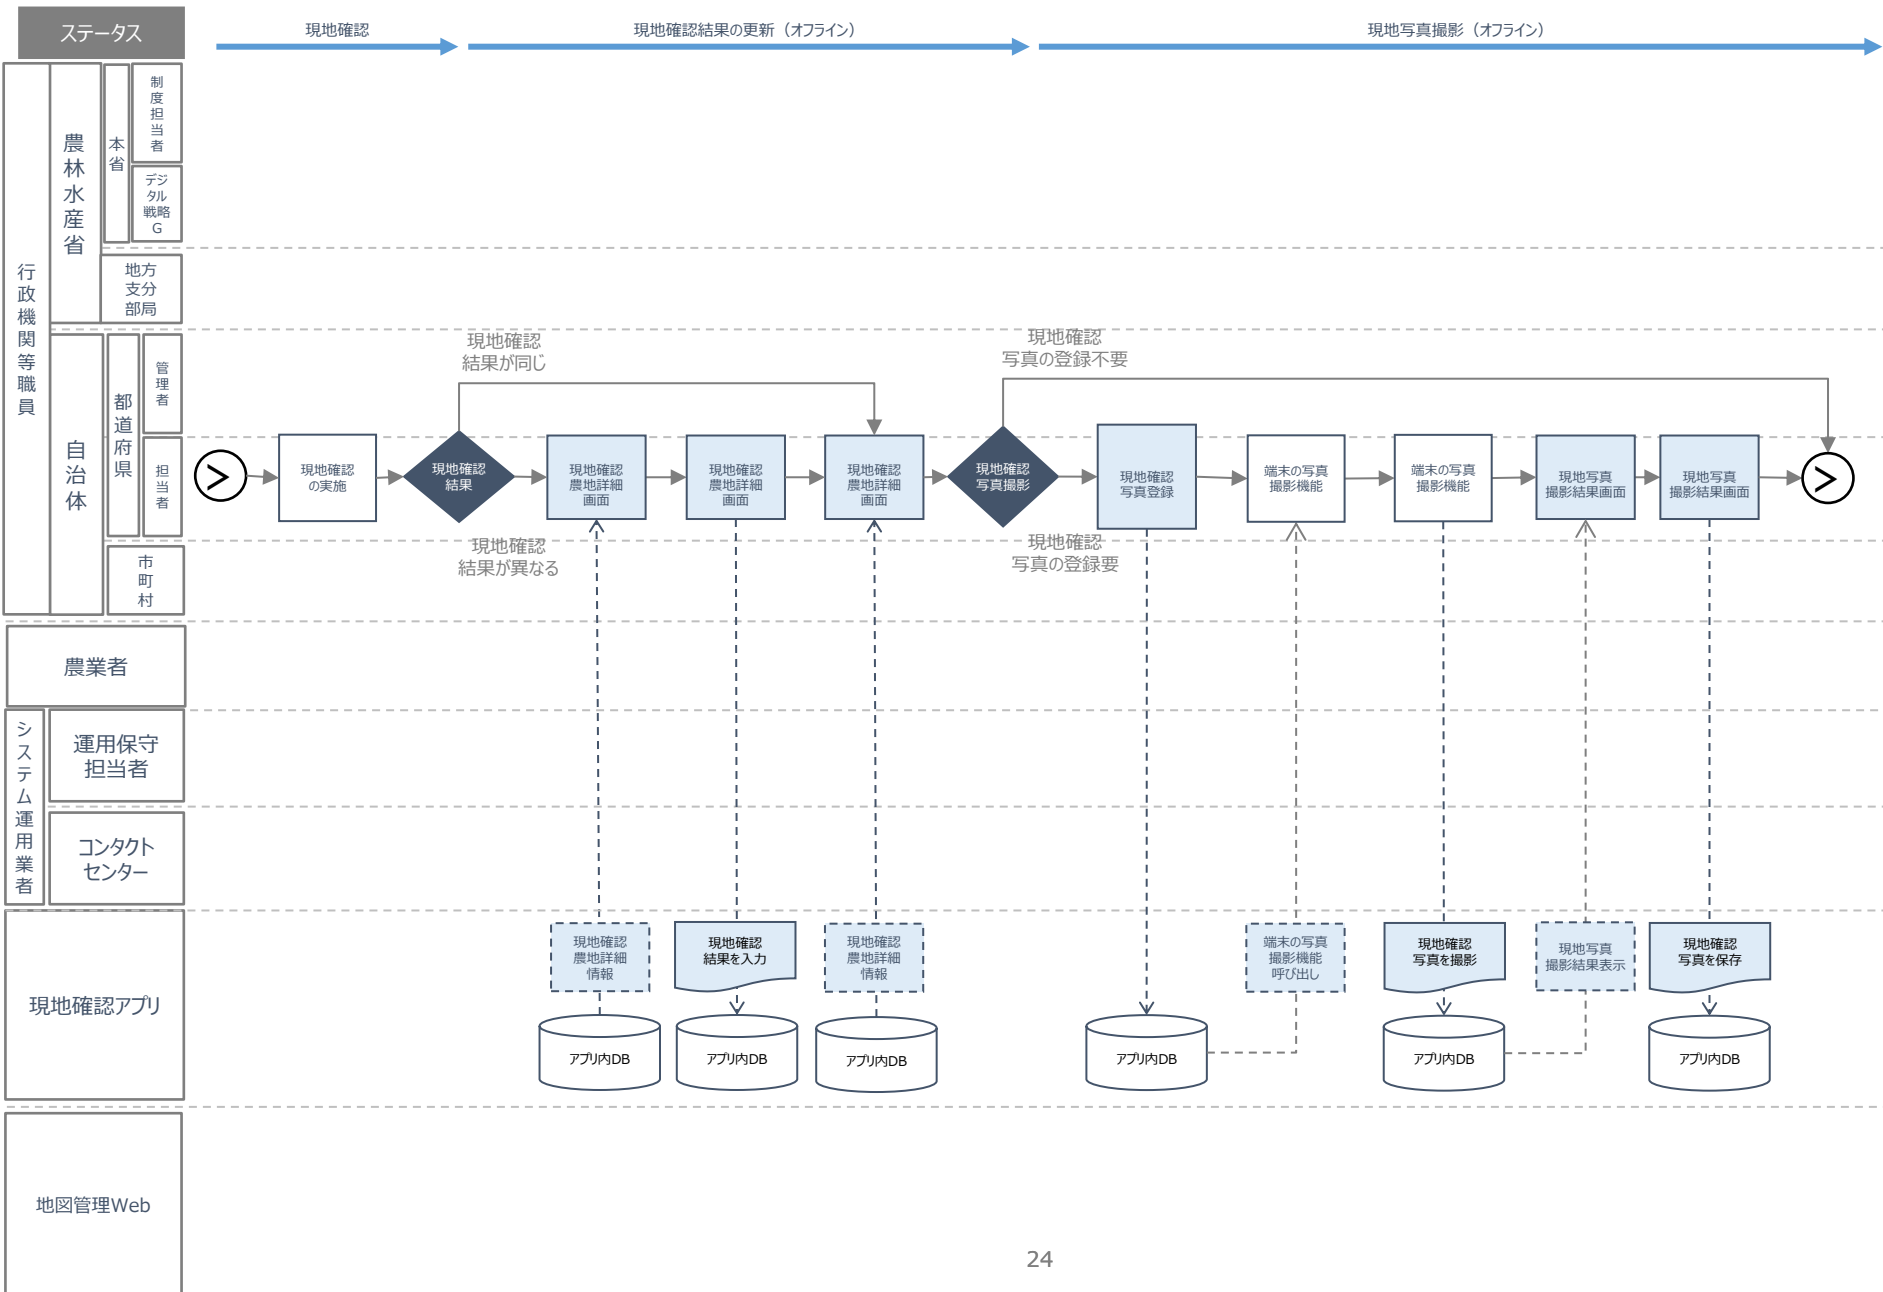 ステータス
現地確認
現地確認結果の更新（オフライン）
現地写真撮影（オフライン）
行政機関等職員
農林水産省
本省
制度担当者
デジ
タル
戦略
G
地方
支分
部局
自治体
都道府県
管理者
担当者
市町村
農業者
システム運用業者
運用保守
担当者
コンタクト
センター
現地確認アプリ
地図管理Web
現地確認
結果が同じ
現地確認
写真の登録不要
>
現地確認
の実施
現地確認
結果
現地確認
農地詳細
画面
現地確認
農地詳細
画面
現地確認
農地詳細
画面
現地確認
写真撮影
現地確認
写真登録
端末の写真
撮影機能
端末の写真
撮影機能
現地写真
撮影結果画面
現地写真
撮影結果画面
>
現地確認
結果が異なる
現地確認
写真の登録要
現地確認
農地詳細
情報
現地確認
結果を入力
現地確認
農地詳細
情報
端末の写真
撮影機能
呼び出し
現地確認
写真を撮影
現地写真
撮影結果表示
現地確認
写真を保存
アプリ内DB
アプリ内DB
アプリ内DB
アプリ内DB
アプリ内DB
アプリ内DB
24